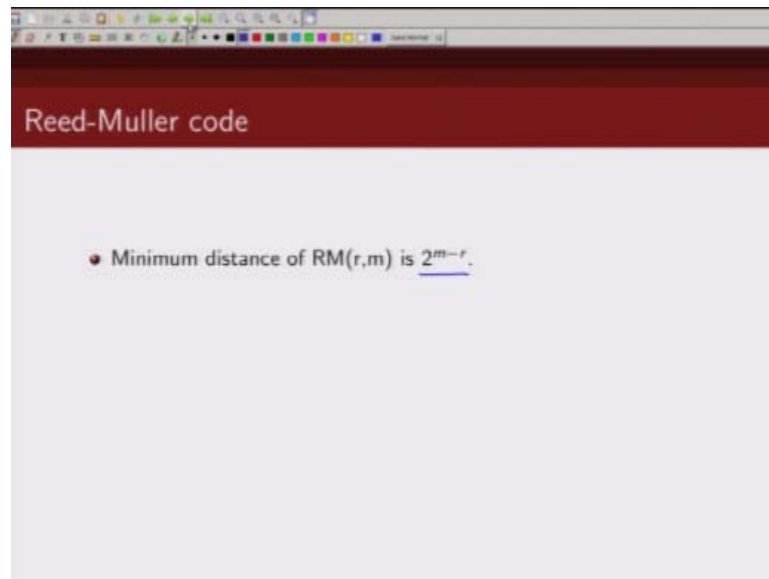 Reed-Muller code
Minimum distance of RM(r,m) is 2^{m−r}.